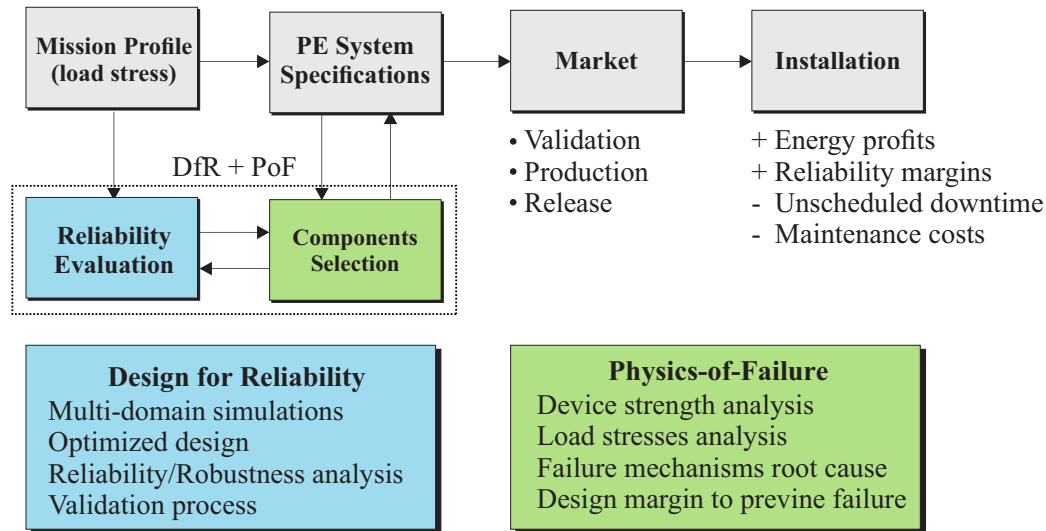 Mission Profile
(load stress)
PE System
Specifications
Market
Installation
• Validation
• Production
• Release
+ Energy profits
+ Reliability margins
- Unscheduled downtime
- Maintenance costs
DfR + PoF
Reliability
Evaluation
Components
Selection
Design for Reliability
Multi-domain simulations
Optimized design
Reliability/Robustness analysis
Validation process
Physics-of-Failure
Device strength analysis
Load stresses analysis
Failure mechanisms root cause
Design margin to previne failure